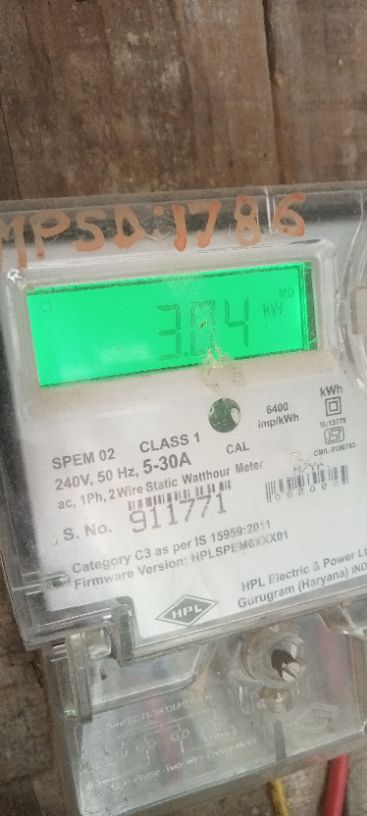 MPSD:1786
MD
3.04 kW
6400
imp/kWh
kWh
SPEM 02 CLASS 1
CAL
240V, 50 Hz, 5-30A
ac, 1Ph, 2 Wire Static Watthour Meter
S. No. 911771
Category C3 as per IS 15959:2011
Firmware Version: HPLSPEM6XXX01
HPL
HPL Electric & Power Lt
Gurugram (Haryana) IND